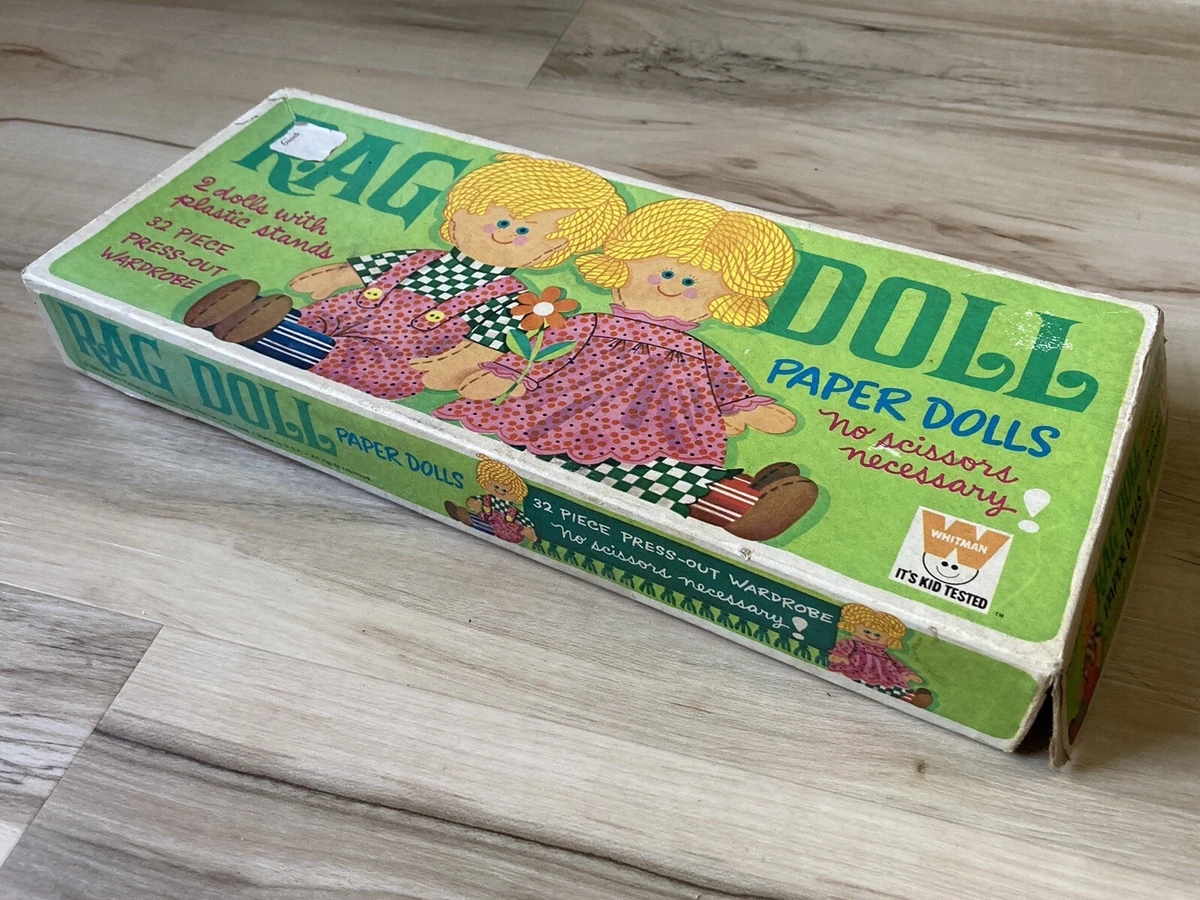 RAG DOLL
2 dolls with
plastic stands
32 PIECE
PRESS-OUT
WARDROBE
PAPER DOLLS
no scissors
necessary!
W
WHITMAN
IT'S KID TESTED
™
RAG DOLL PAPER DOLLS
32 PIECE PRESS-OUT WARDROBE
no scissors necessary!